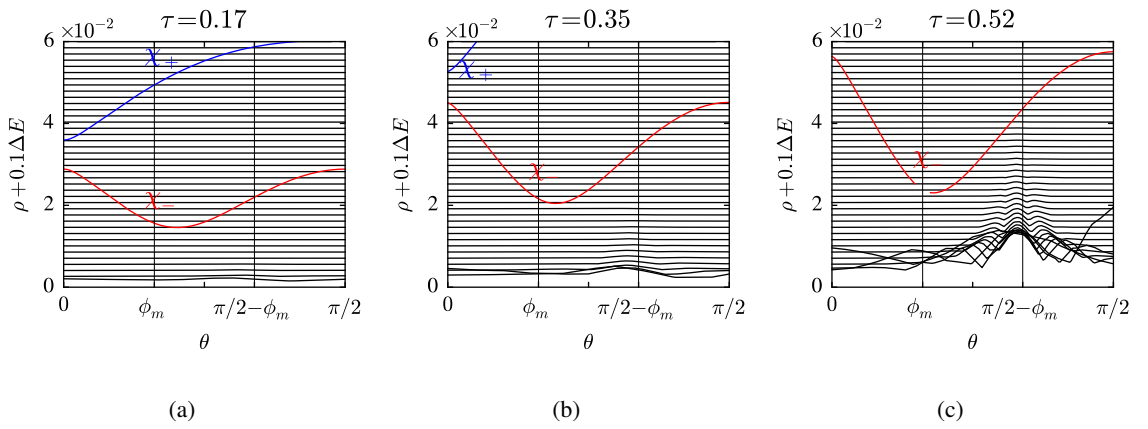 τ=0.17
×10⁻²
6
4
2
0
ρ+0.1ΔE
χ₊
χ₋
0
ϕₘ
π/2−ϕₘ
π/2
θ
(a)
τ=0.35
×10⁻²
6
4
2
0
ρ+0.1ΔE
χ₊
χ₋
0
ϕₘ
π/2−ϕₘ
π/2
θ
(b)
τ=0.52
×10⁻²
6
4
2
0
ρ+0.1ΔE
χ₋
0
ϕₘ
π/2−ϕₘ
π/2
θ
(c)